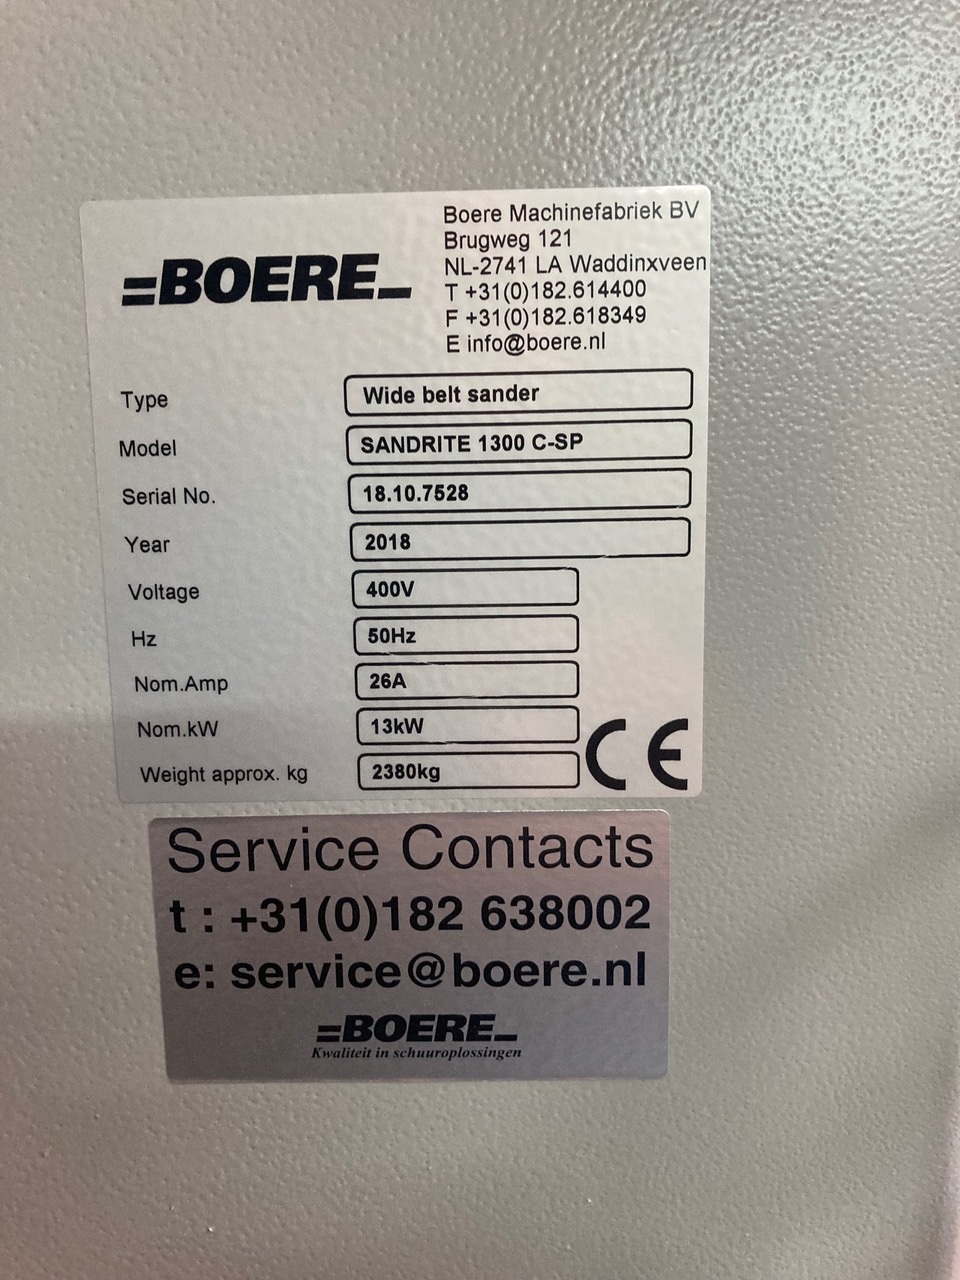 BOERE
Boere Machinefabriek BV
Brugweg 121
NL-2741 LA Waddinxveen
T +31(0)182.614400
F +31(0)182.618349
E info@boere.nl
Type Wide belt sander
Model SANDRITE 1300 C-SP
Serial No. 18.10.7528
Year 2018
Voltage 400V
Hz 50Hz
Nom.Amp 26A
Nom.kW 13kW
Weight approx. kg 2380kg
CE
Service Contacts
t : +31(0)182 638002
e: service@boere.nl
BOERE
Kwaliteit in schuuroplossingen